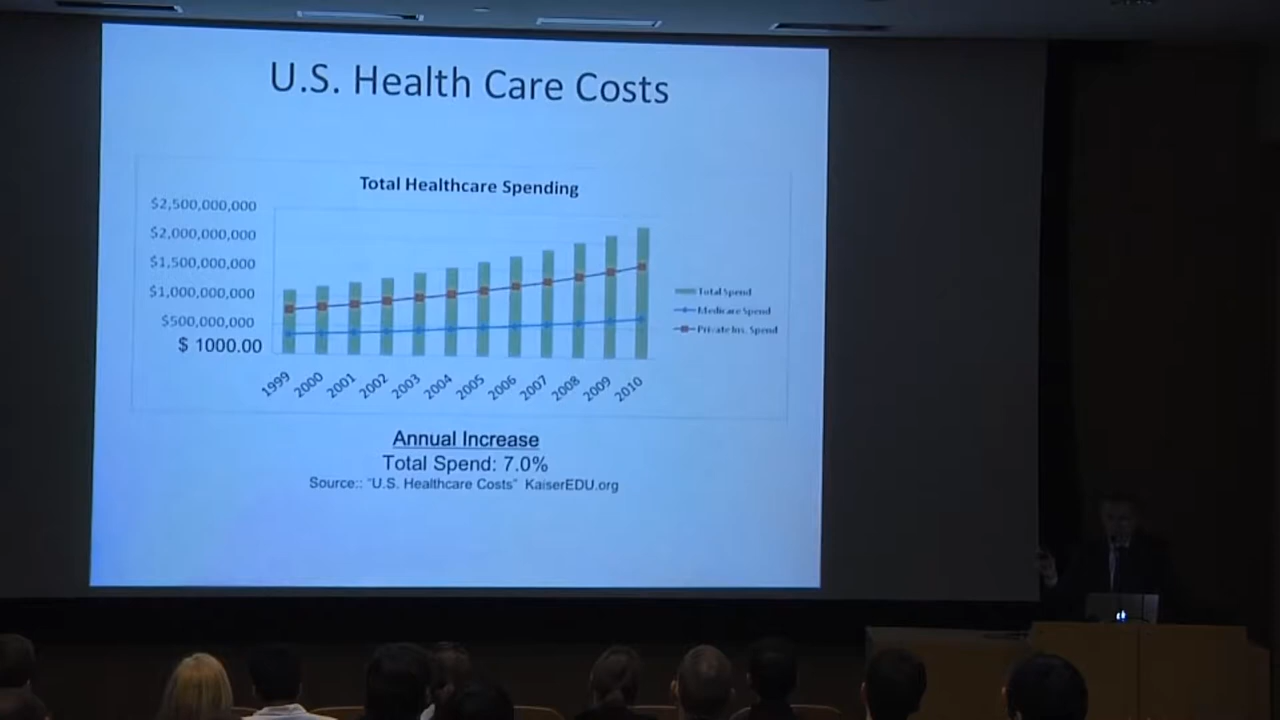 U.S. Health Care Costs
Total Healthcare Spending
$2,500,000,000
$2,000,000,000
$1,500,000,000
$1,000,000,000
$500,000,000
$ 1000.00
Total Spend
Medicare Spend
Private Ins. Spend
1999 2000 2001 2002 2003 2004 2005 2006 2007 2008 2009 2010
Annual Increase
Total Spend: 7.0%
Source:: "U.S. Healthcare Costs" KaiserEDU.org